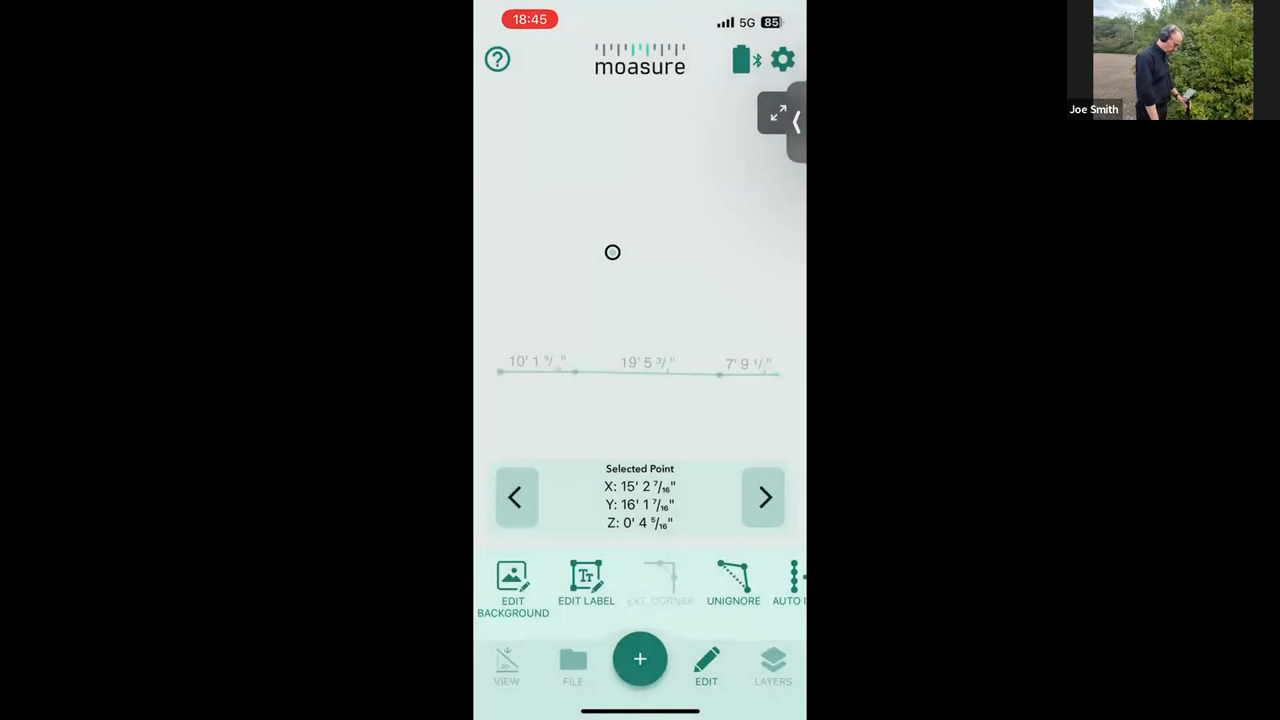 18:45
5G 85
moasure
Joe Smith
10' 1 5/16" 19' 5 3/4" 7' 9 1/4"
Selected Point
X: 15' 2 7/16"
Y: 16' 1 7/16"
Z: 0' 4 5/16"
EDIT BACKGROUND
EDIT LABEL
EXT. CORNER
UNIGNORE
AUTO I
VIEW
FILE
EDIT
LAYERS